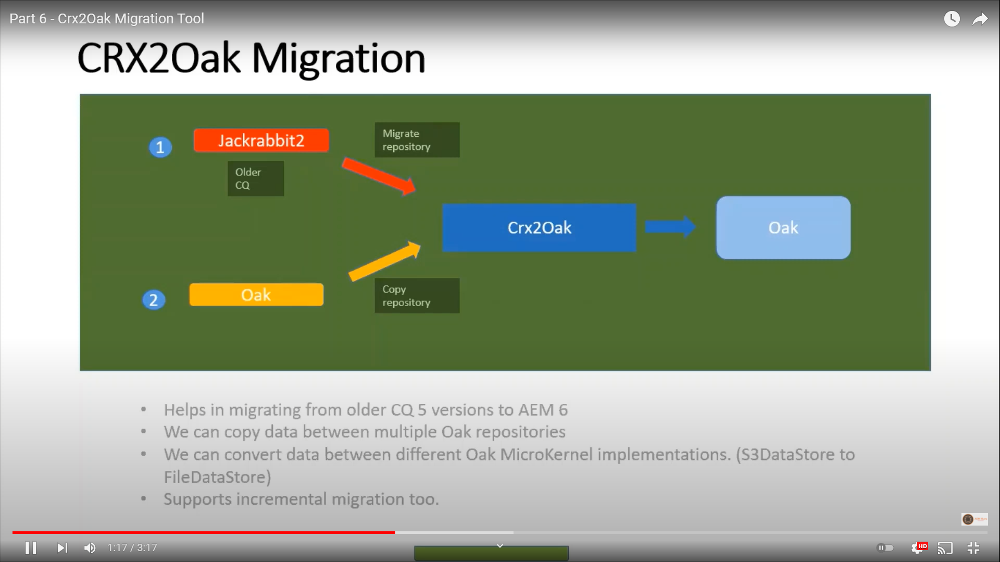 Part 6 - Crx2Oak Migration Tool
CRX2Oak Migration
1
Jackrabbit2
Migrate
repository
Older
CQ
Crx2Oak
Oak
2
Oak
Copy
repository
• Helps in migrating from older CQ 5 versions to AEM 6
• We can copy data between multiple Oak repositories
• We can convert data between different Oak MicroKernel implementations. (S3DataStore to
FileDataStore)
• Supports incremental migration too.
1:17 / 3:17
HD